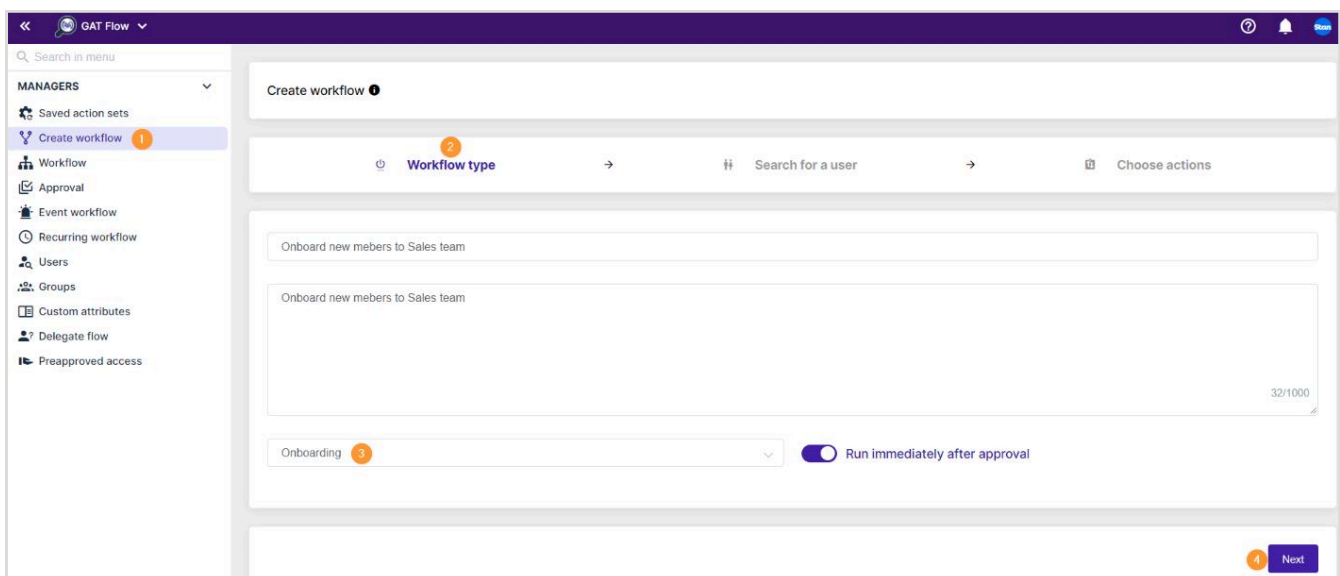 GAT Flow
Stan
Search in menu
MANAGERS
Saved action sets
Create workflow 1
Workflow
Approval
Event workflow
Recurring workflow
Users
Groups
Custom attributes
Delegate flow
Preapproved access
Create workflow
2
Workflow type → Search for a user → Choose actions
Onboard new mebers to Sales team
Onboard new mebers to Sales team
32/1000
Onboarding 3 Run immediately after approval
4 Next